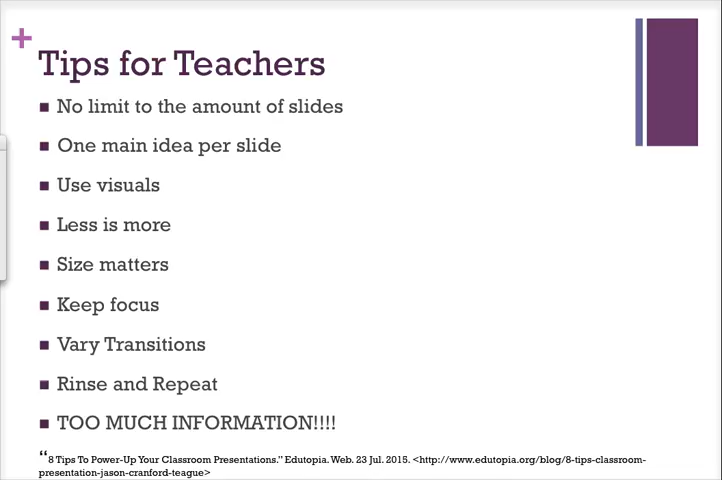 +
Tips for Teachers
No limit to the amount of slides
One main idea per slide
Use visuals
Less is more
Size matters
Keep focus
Vary Transitions
Rinse and Repeat
TOO MUCH INFORMATION!!!!
“8 Tips To Power-Up Your Classroom Presentations.” Edutopia. Web. 23 Jul. 2015. <http://www.edutopia.org/blog/8-tips-classroom-
presentation-jason-cranford-teague>